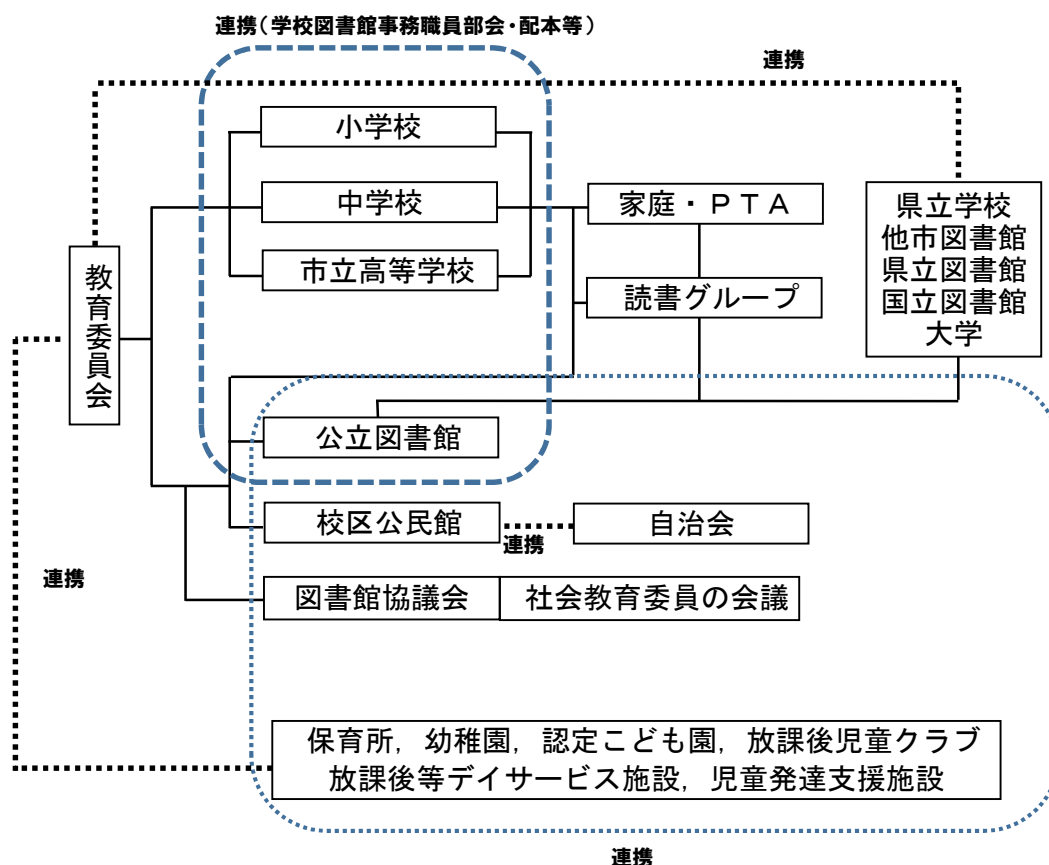 連携(学校図書館事務職員部会・配本等)
連携
小学校
中学校
市立高等学校
家庭・PTA
読書グループ
県立学校
他市図書館
県立図書館
国立図書館
大学
教育委員会
公立図書館
校区公民館
連携
自治会
連携
図書館協議会
社会教育委員の会議
保育所，幼稚園，認定こども園，放課後児童クラブ
放課後等デイサービス施設，児童発達支援施設
連携